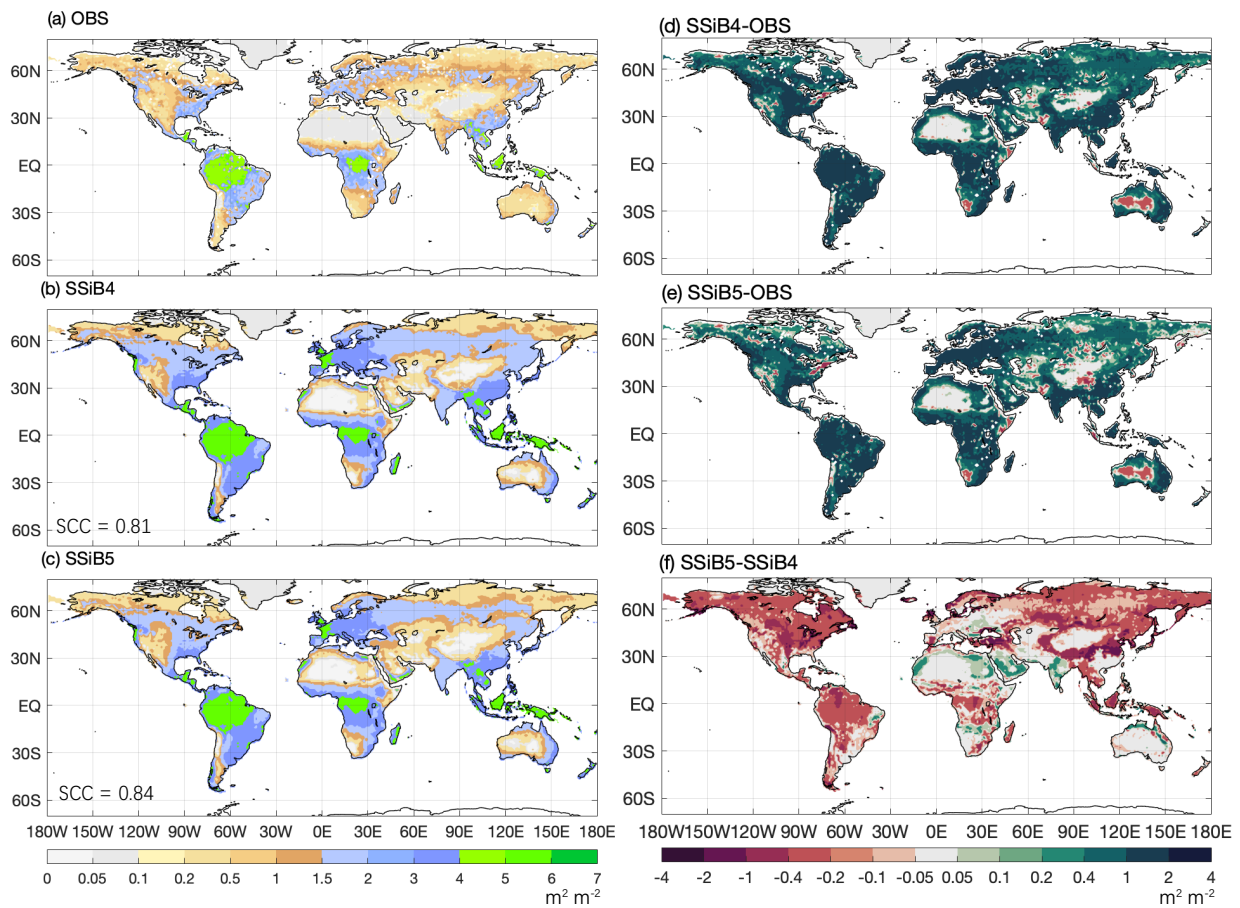 (a) OBS
60N
30N
EQ
30S
60S
(b) SSiB4
60N
30N
EQ
30S
60S
SCC = 0.81
(c) SSiB5
60N
30N
EQ
30S
60S
SCC = 0.84
180W 150W 120W 90W 60W 30W 0E 30E 60E 90E 120E 150E 180E
0 0.05 0.1 0.2 0.5 1 1.5 2 3 4 5 6 7
m² m⁻²
(d) SSiB4-OBS
60N
30N
EQ
30S
60S
(e) SSiB5-OBS
60N
30N
EQ
30S
60S
(f) SSiB5-SSiB4
60N
30N
EQ
30S
60S
180W 150W 120W 90W 60W 30W 0E 30E 60E 90E 120E 150E 180E
-4 -2 -1 -0.4 -0.2 -0.1 -0.05 0.05 0.1 0.2 0.4 1 2 4
m² m⁻²